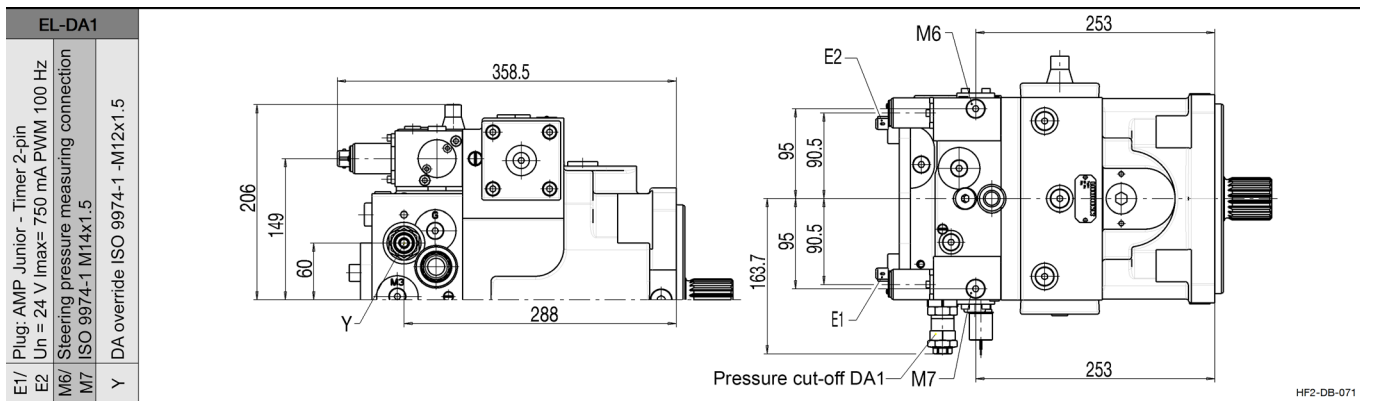 EL-DA1
E1/ E2
Plug: AMP Junior - Timer 2-pin
Un = 24 V Imax= 750 mA PWM 100 Hz
M6/ M7
Steering pressure measuring connection
ISO 9974-1 M14x1.5
Y
DA override ISO 9974-1 -M12x1.5
358.5
206
149
60
G
M3
Y
288
253
M6
E2
95
90.5
95
90.5
163.7
E1
Pressure cut-off DA1
M7
253
HF2-DB-071